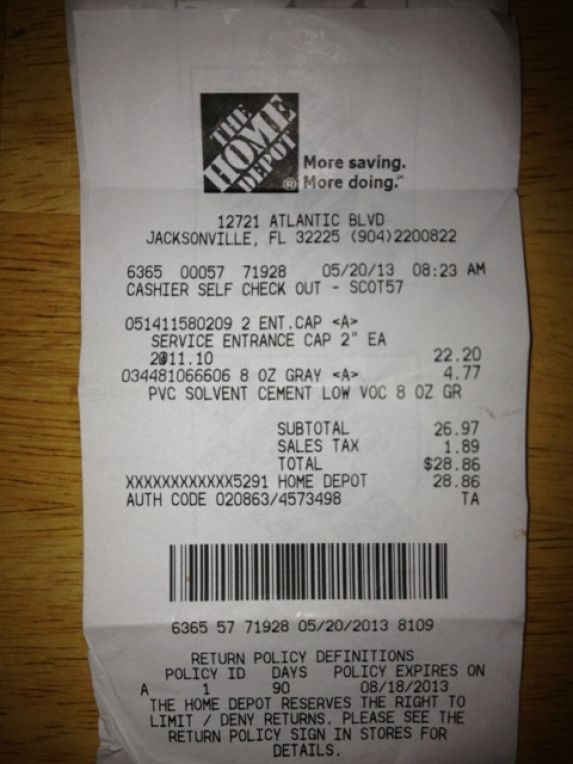 THE
HOME
DEPOT
®
More saving.
More doing.℠
12721 ATLANTIC BLVD
JACKSONVILLE, FL 32225 (904)2200822
6365 00057 71928 05/20/13 08:23 AM
CASHIER SELF CHECK OUT - SCOT57
051411580209 2 ENT.CAP <A>
SERVICE ENTRANCE CAP 2" EA
2@11.10 22.20
034481066606 8 OZ GRAY <A> 4.77
PVC SOLVENT CEMENT LOW VOC 8 OZ GR
SUBTOTAL 26.97
SALES TAX 1.89
TOTAL $28.86
XXXXXXXXXXXX5291 HOME DEPOT 28.86
AUTH CODE 020863/4573498 TA
6365 57 71928 05/20/2013 8109
RETURN POLICY DEFINITIONS
POLICY ID DAYS POLICY EXPIRES ON
A 1 90 08/18/2013
THE HOME DEPOT RESERVES THE RIGHT TO
LIMIT / DENY RETURNS. PLEASE SEE THE
RETURN POLICY SIGN IN STORES FOR
DETAILS.